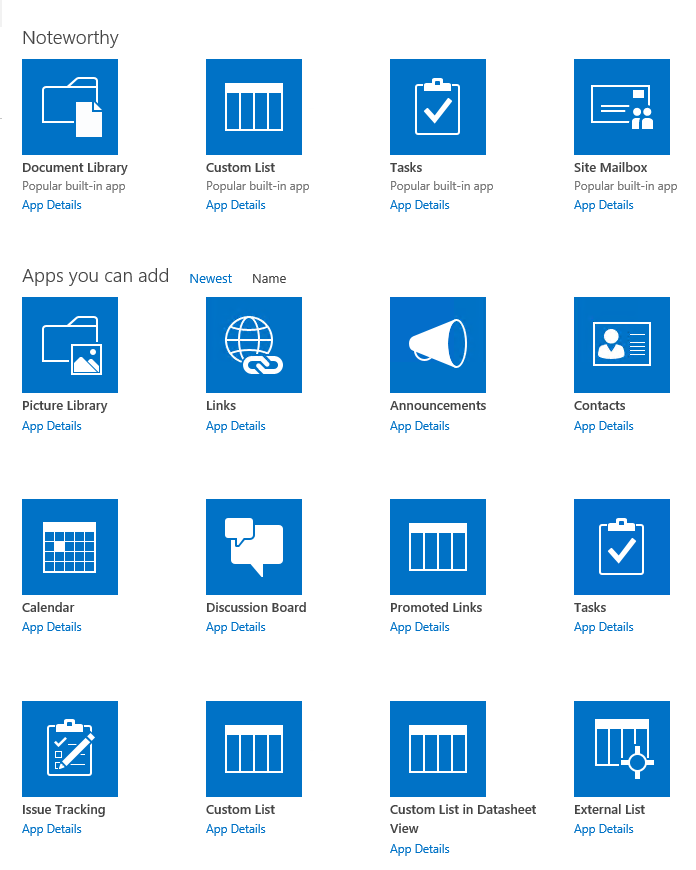 Noteworthy
Document Library
Popular built-in app
App Details
Custom List
Popular built-in app
App Details
Tasks
Popular built-in app
App Details
Site Mailbox
Popular built-in app
App Details
Apps you can add
Newest
Name
Picture Library
App Details
Links
App Details
Announcements
App Details
Contacts
App Details
Calendar
App Details
Discussion Board
App Details
Promoted Links
App Details
Tasks
App Details
Issue Tracking
App Details
Custom List
App Details
Custom List in Datasheet
View
App Details
External List
App Details